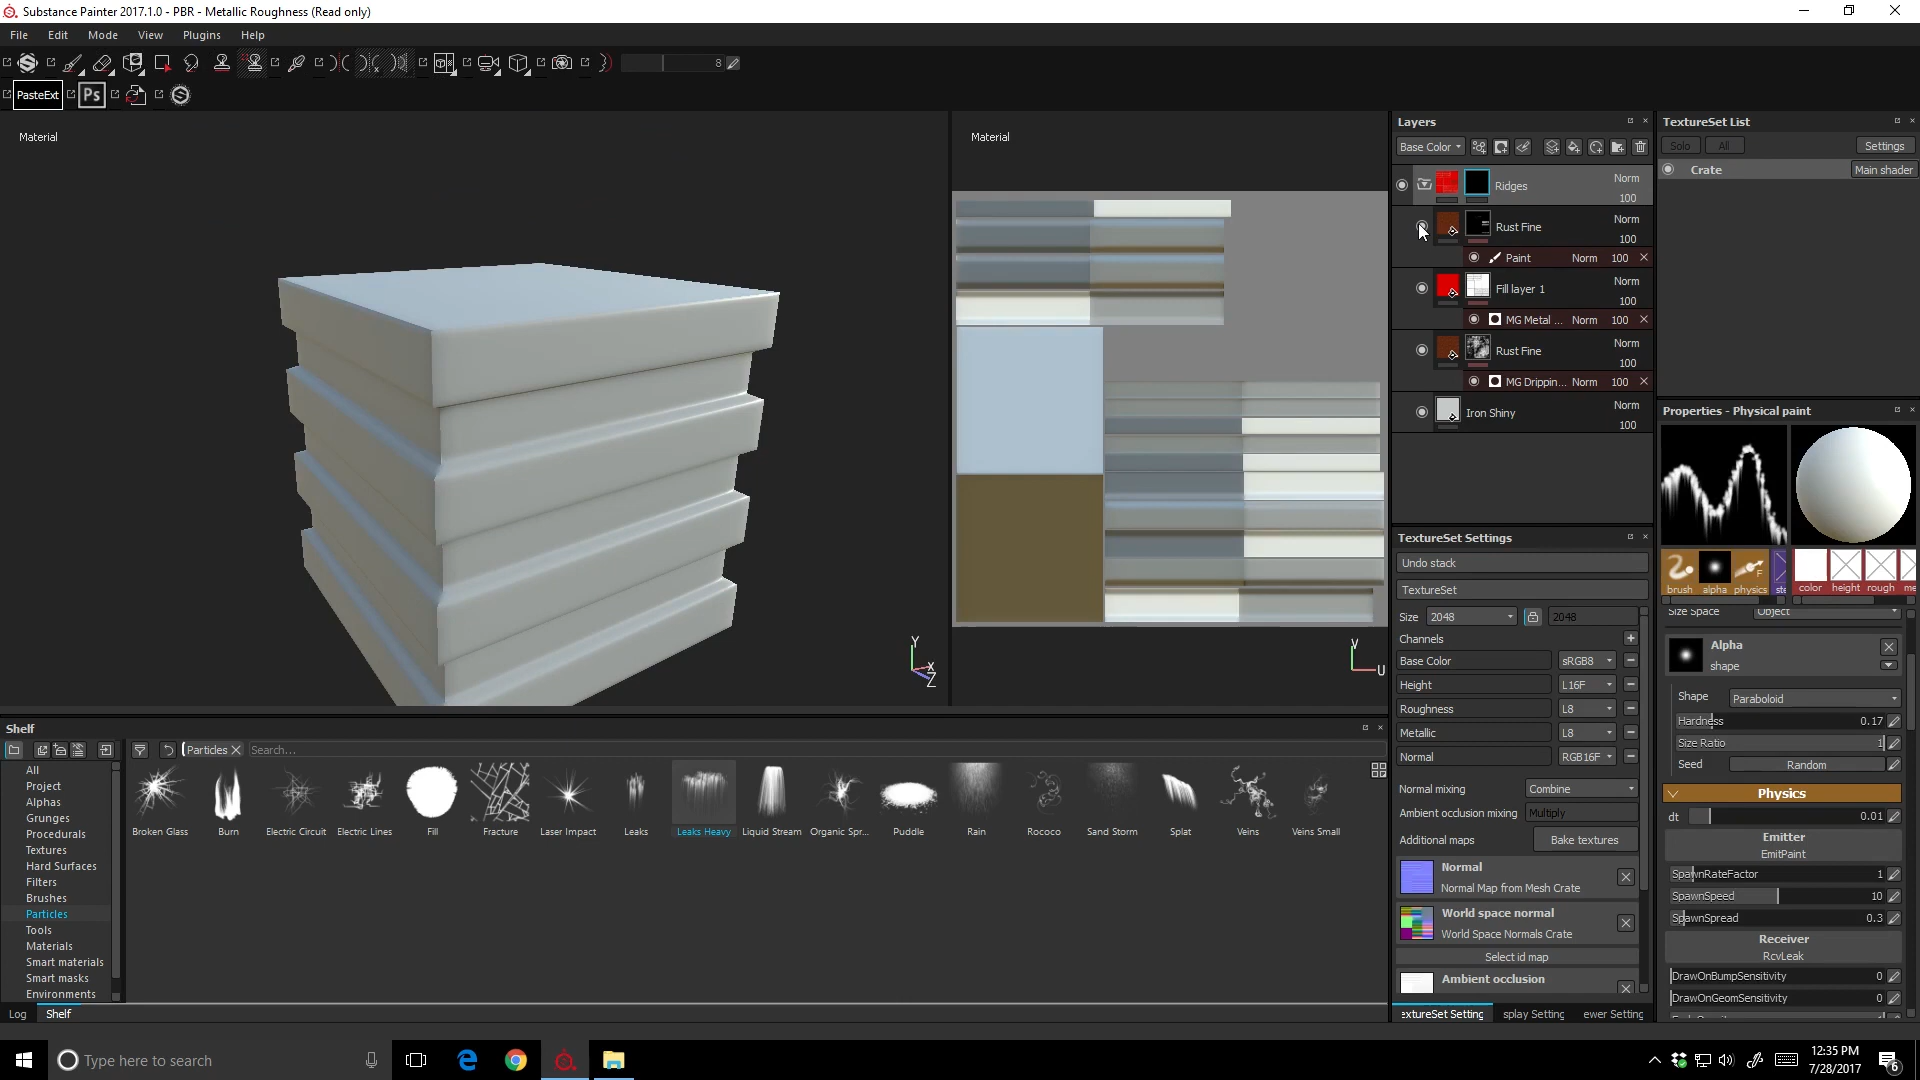 Substance Painter 2017.1.0 - PBR - Metallic Roughness (Read only)
File Edit Mode View Plugins Help
8
PasteExt Ps
Material
Material
Layers
Base Color
Ridges Norm 100
Rust Fine Norm 100
Paint Norm 100
Fill layer 1 Norm 100
MG Metal ... Norm 100
Rust Fine Norm 100
MG Drippin... Norm 100
Iron Shiny Norm 100
TextureSet List
Solo All Settings
Crate Main shader
TextureSet Settings
Undo stack
TextureSet
Size 2048 2048
Channels
Base Color sRGB8
Height L16F
Roughness L8
Metallic L8
Normal RGB16F
Normal mixing Combine
Ambient occlusion mixing Multiply
Additional maps Bake textures
Normal
Normal Map from Mesh Crate
World space normal
World Space Normals Crate
Select id map
Ambient occlusion
extureSet Setting splay Setting ewer Setting
Properties - Physical paint
brush alpha physics ste color height rough me
Size Space Object
Alpha
shape
Shape Paraboloid
Hardness 0.17
Size Ratio 1
Seed Random
Physics
dt 0.01
Emitter
EmitPaint
SpawnRateFactor 1
SpawnSpeed 10
SpawnSpread 0.3
Receiver
RcvLeak
DrawOnBumpSensitivity 0
DrawOnGeomSensitivity 0
Y X Z
V U
Shelf
Particles Search...
All
Project
Alphas
Grunges
Procedurals
Textures
Hard Surfaces
Filters
Brushes
Particles
Tools
Materials
Smart materials
Smart masks
Environments
Broken Glass Burn Electric Circuit Electric Lines Fill Fracture Laser Impact Leaks Leaks Heavy Liquid Stream Organic Spr... Puddle Rain Rococo Sand Storm Splat Veins Veins Small
Log Shelf
Type here to search
12:35 PM
7/28/2017
6